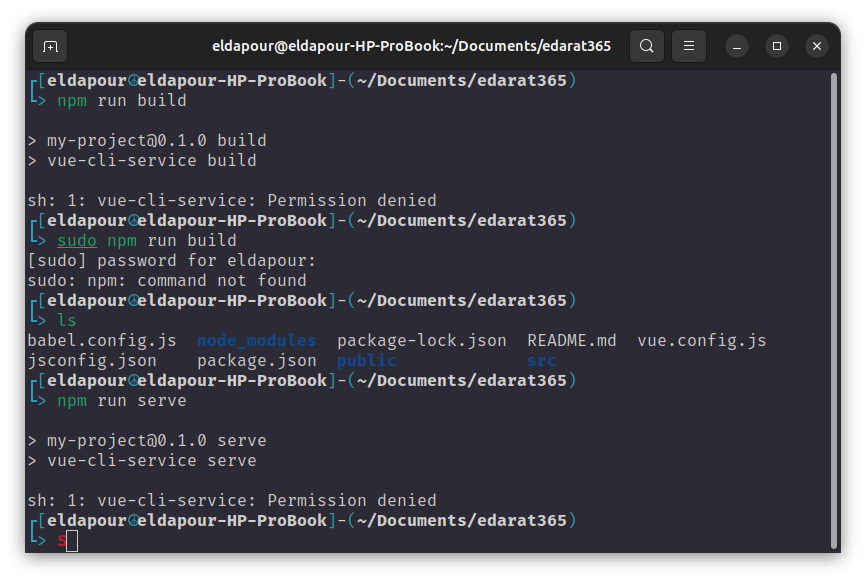 eldapour@eldapour-HP-ProBook:~/Documents/edarat365
┌[eldapour☮eldapour-HP-ProBook]-(~/Documents/edarat365)
└> npm run build
> my-project@0.1.0 build
> vue-cli-service build
sh: 1: vue-cli-service: Permission denied
┌[eldapour☮eldapour-HP-ProBook]-(~/Documents/edarat365)
└> sudo npm run build
[sudo] password for eldapour:
sudo: npm: command not found
┌[eldapour☮eldapour-HP-ProBook]-(~/Documents/edarat365)
└> ls
babel.config.js  node_modules  package-lock.json  README.md  vue.config.js
jsconfig.json    package.json  public             src
┌[eldapour☮eldapour-HP-ProBook]-(~/Documents/edarat365)
└> npm run serve
> my-project@0.1.0 serve
> vue-cli-service serve
sh: 1: vue-cli-service: Permission denied
┌[eldapour☮eldapour-HP-ProBook]-(~/Documents/edarat365)
└> s